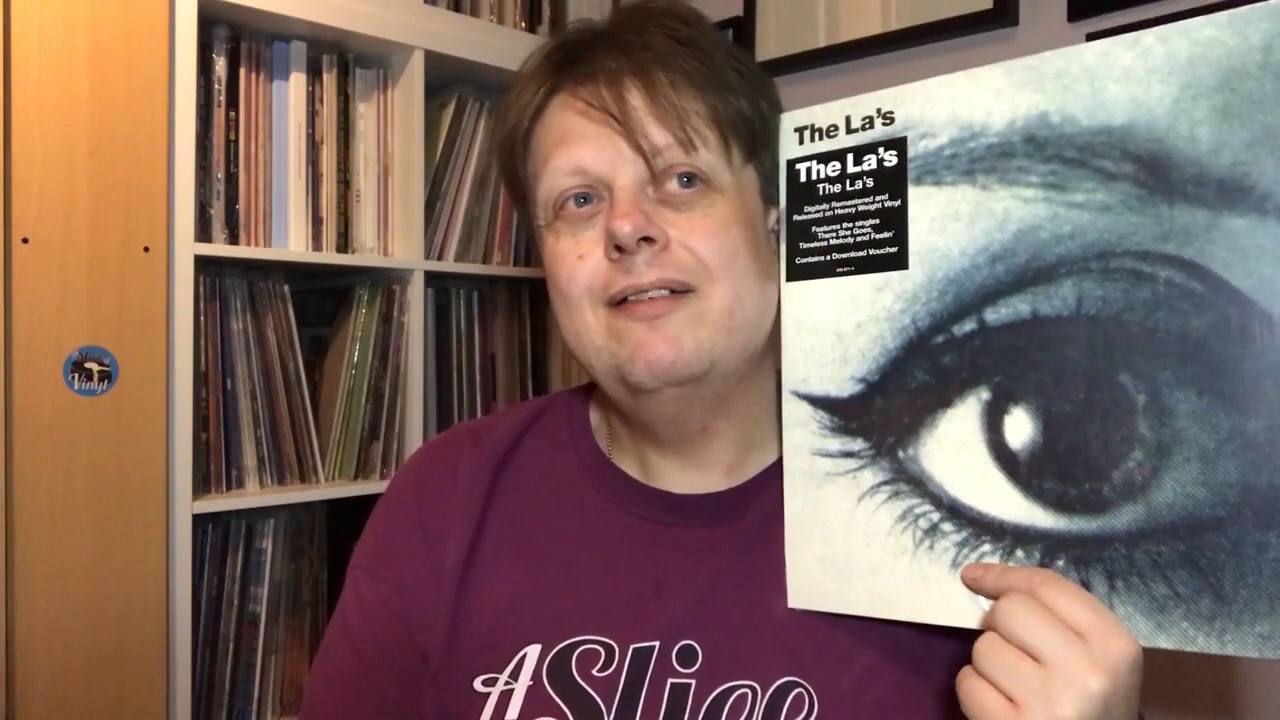 The La's
The La's
The La's
Digitally Remastered and
Released on Heavy Weight Vinyl
Features the singles
There She Goes,
Timeless Melody and Feelin'
Contains a Download Voucher
Vinyl
A Slice